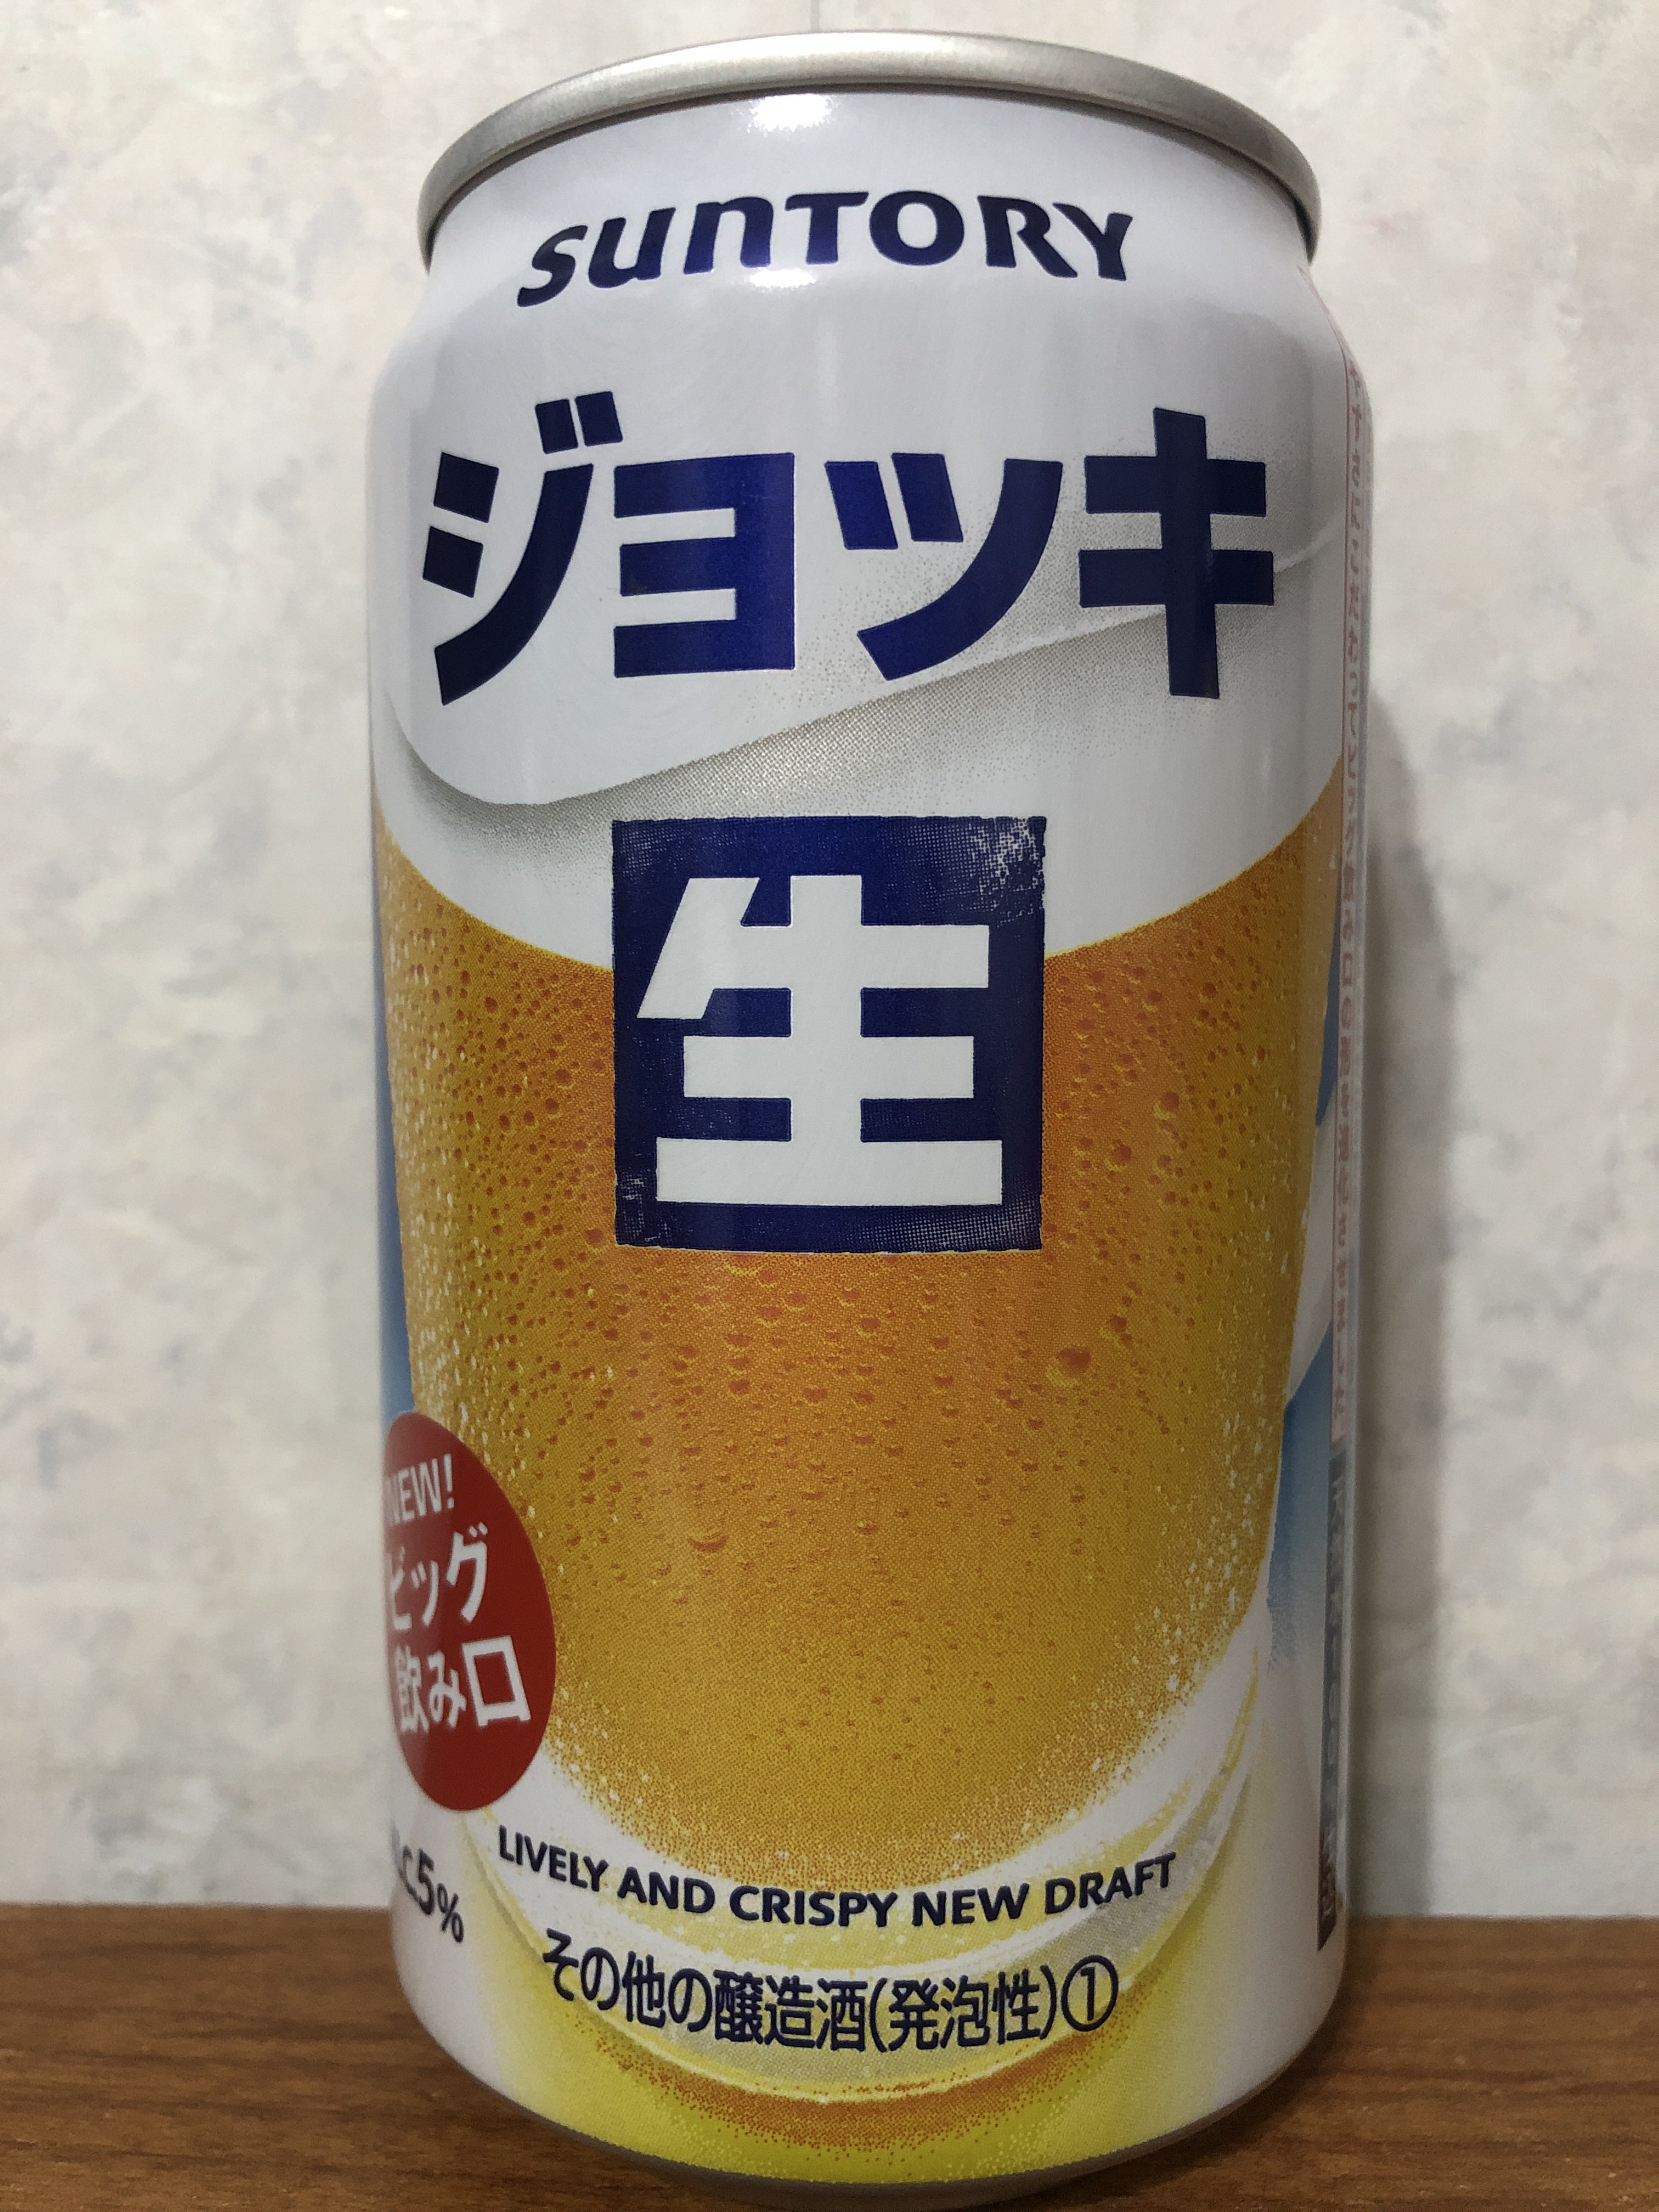 SUNTORY
ジョッキ
生
NEW!
ビッグ
飲み口
5%
LIVELY AND CRISPY NEW DRAFT
その他の醸造酒(発泡性)①